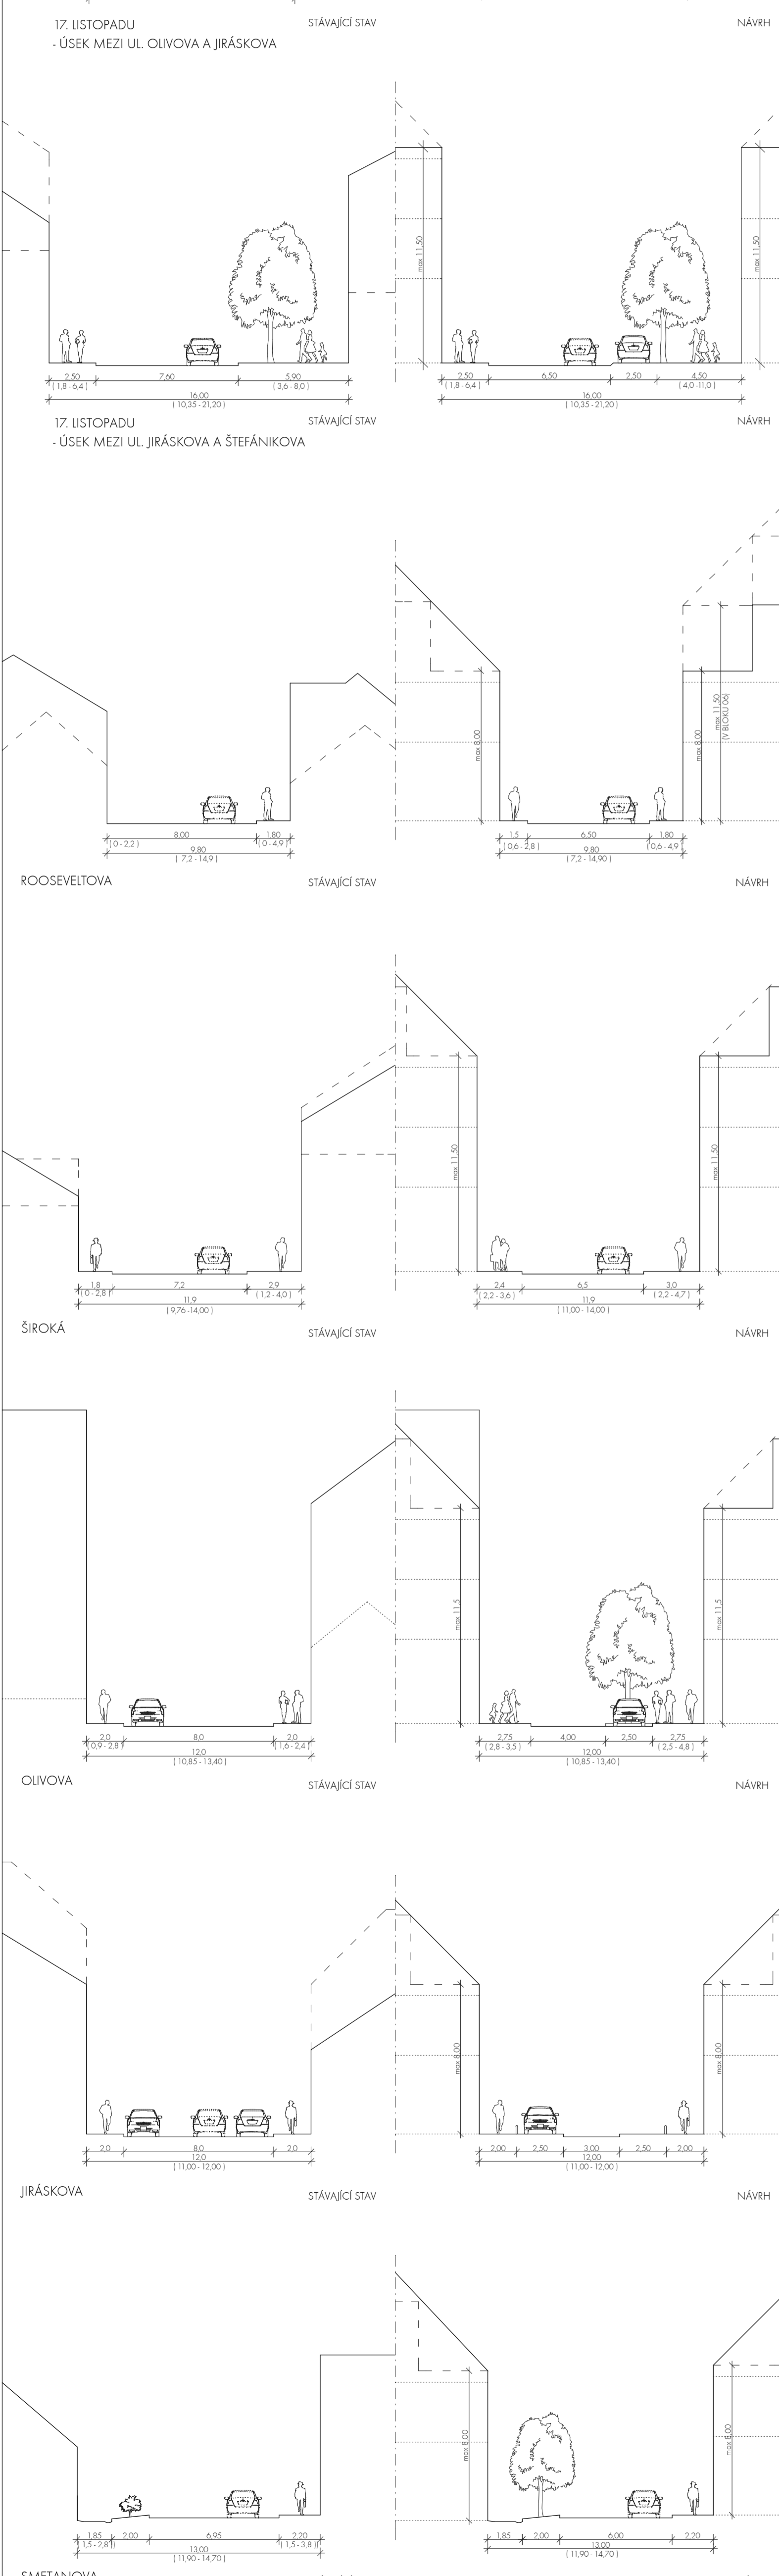 17. LISTOPADU
STÁVAJÍCÍ STAV
NÁVRH
- ÚSEK MEZI UL. OLIVOVA A JIRÁSKOVA
max 11,50
max 11,50
2,50
7,60
5,90
( 1,8 - 6,4 )
( 3,6 - 8,0 )
16,00
( 10,35 - 21,20 )
2,50
6,50
2,50
4,50
( 1,8 - 6,4 )
( 4,0 -11,0 )
16,00
( 10,35 - 21,20 )
17. LISTOPADU
STÁVAJÍCÍ STAV
NÁVRH
- ÚSEK MEZI UL. JIRÁSKOVA A ŠTEFÁNIKOVA
max 8,00
max 8,00
max 11,50
(V BLOKU 06)
8,00
1,80
( 0 - 2,2 )
( 0 - 4,9 )
9,80
( 7,2 - 14,9 )
1,5
6,50
1,80
( 0,6 - 2,8 )
( 0,6 - 4,9 )
9,80
( 7,2 - 14,90 )
ROOSEVELTOVA
STÁVAJÍCÍ STAV
NÁVRH
max 11,50
max 11,50
1,8
7,2
2,9
( 0 - 2,8 )
( 1,2 - 4,0 )
11,9
( 9,76 -14,00 )
2,4
6,5
3,0
( 2,2 - 3,6 )
( 2,2 - 4,7 )
11,9
( 11,00 - 14,00 )
ŠIROKÁ
STÁVAJÍCÍ STAV
NÁVRH
max 11,5
max 11,5
2,0
8,0
2,0
( 0,9 - 2,8 )
( 1,6 - 2,4 )
12,0
( 10,85 - 13,40 )
2,75
4,00
2,50
2,75
( 2,8 - 3,5 )
( 2,5 - 4,8 )
12,00
( 10,85 - 13,40 )
OLIVOVA
STÁVAJÍCÍ STAV
NÁVRH
max 8,00
max 8,00
2,0
8,0
2,0
12,0
( 11,00 - 12,00 )
2,00
2,50
3,00
2,50
2,00
12,00
( 11,00 - 12,00 )
JIRÁSKOVA
STÁVAJÍCÍ STAV
NÁVRH
max 8,00
max 8,00
1,85
2,00
6,95
2,20
( 1,5 - 2,8 )
( 1,5 - 3,8 )
13,00
( 11,90 - 14,70 )
1,85
2,00
6,00
2,20
13,00
( 11,90 - 14,70 )
SMETANOVA